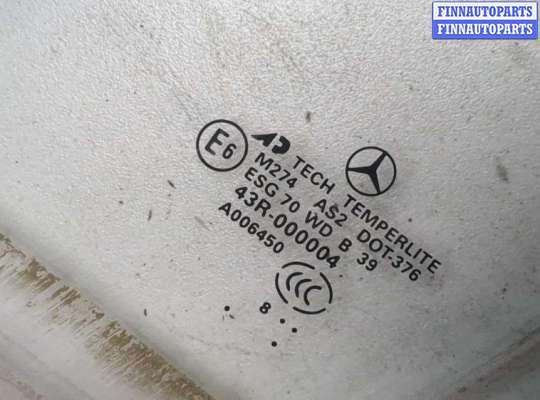 FINNAUTOPARTS
FINNAUTOPARTS
E6
AP TECH TEMPERLITE
M274 AS2 DOT-376
ESG 70 WD B 39
43R-000004
A006450
CCC
8